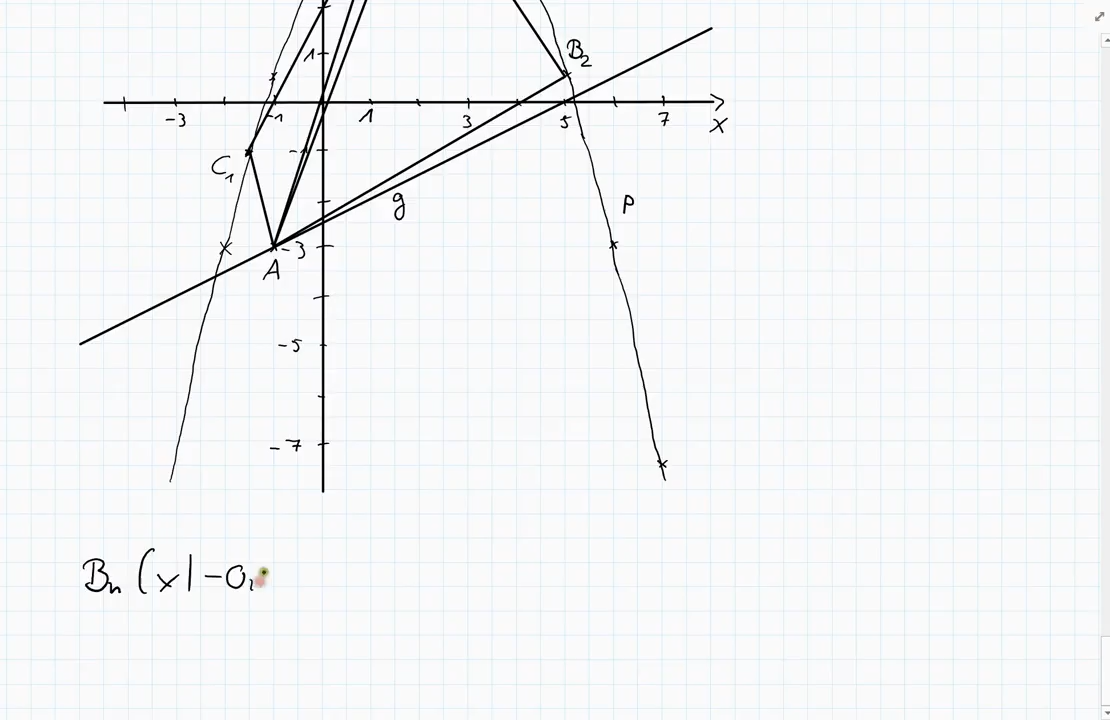 1
B₂
-3 -1 1 3 5 7
x
C₁
-1
g
P
-3
A
-5
-7
Bₙ (x| -0,